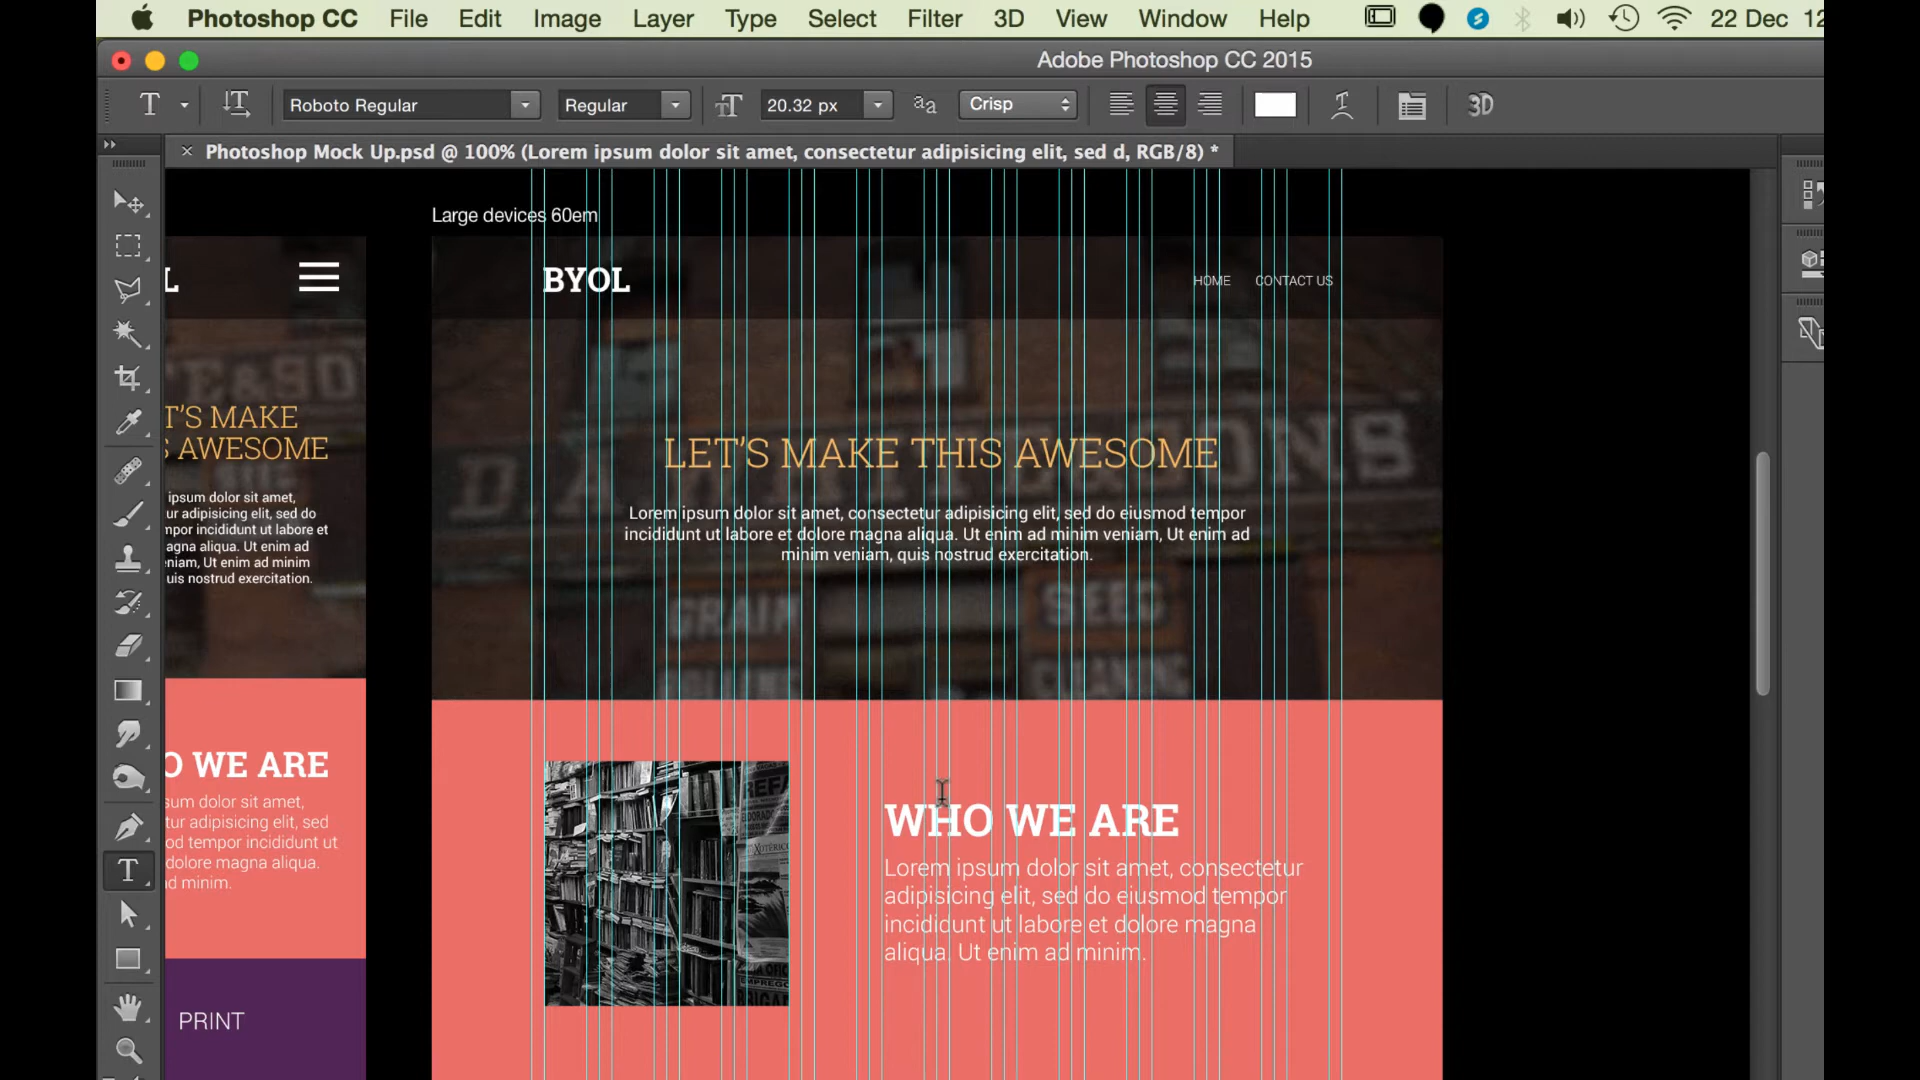 Photoshop CC File Edit Image Layer Type Select Filter 3D View Window Help 22 Dec 12
Adobe Photoshop CC 2015
Roboto Regular Regular 20.32 px Crisp 3D
Photoshop Mock Up.psd @ 100% (Lorem ipsum dolor sit amet, consectetur adipisicing elit, sed d, RGB/8) *
Large devices 60em
L
BYOL
HOME CONTACT US
T'S MAKE
S AWESOME
ipsum dolor sit amet,
ur adipisicing elit, sed do
mpor incididunt ut labore et
agna aliqua. Ut enim ad
eniam, Ut enim ad minim
uis nostrud exercitation.
LET'S MAKE THIS AWESOME
Lorem ipsum dolor sit amet, consectetur adipisicing elit, sed do eiusmod tempor
incididunt ut labore et dolore magna aliqua. Ut enim ad minim veniam, Ut enim ad
minim veniam, quis nostrud exercitation.
GRAIN
SEED
CLEANING
O WE ARE
sum dolor sit amet,
tur adipisicing elit, sed
d tempor incididunt ut
dolore magna aliqua.
d minim.
PRINT
WHO WE ARE
Lorem ipsum dolor sit amet, consectetur
adipisicing elit, sed do eiusmod tempor
incididunt ut labore et dolore magna
aliqua. Ut enim ad minim.